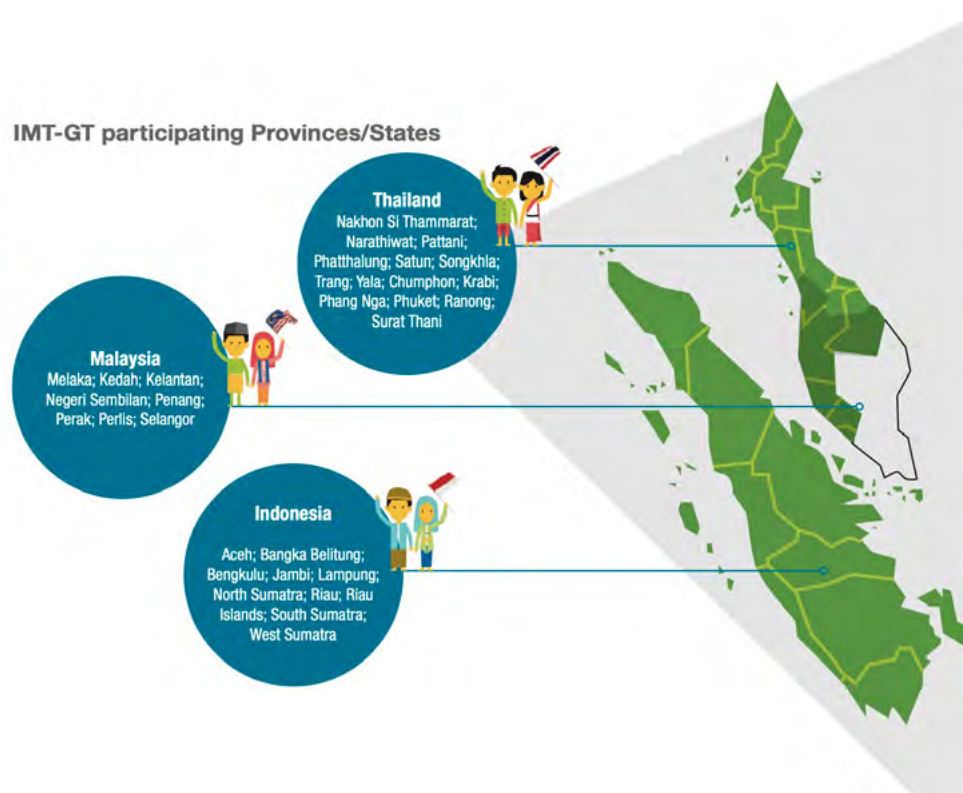 IMT-GT participating Provinces/States
Thailand
Nakhon Si Thammarat;
Narathiwat; Pattani;
Phatthalung; Satun; Songkhla;
Trang; Yala; Chumphon; Krabi;
Phang Nga; Phuket; Ranong;
Surat Thani
Malaysia
Melaka; Kedah; Kelantan;
Negeri Sembilan; Penang;
Perak; Perlis; Selangor
Indonesia
Aceh; Bangka Belitung;
Bengkulu; Jambi; Lampung;
North Sumatra; Riau; Riau
Islands; South Sumatra;
West Sumatra